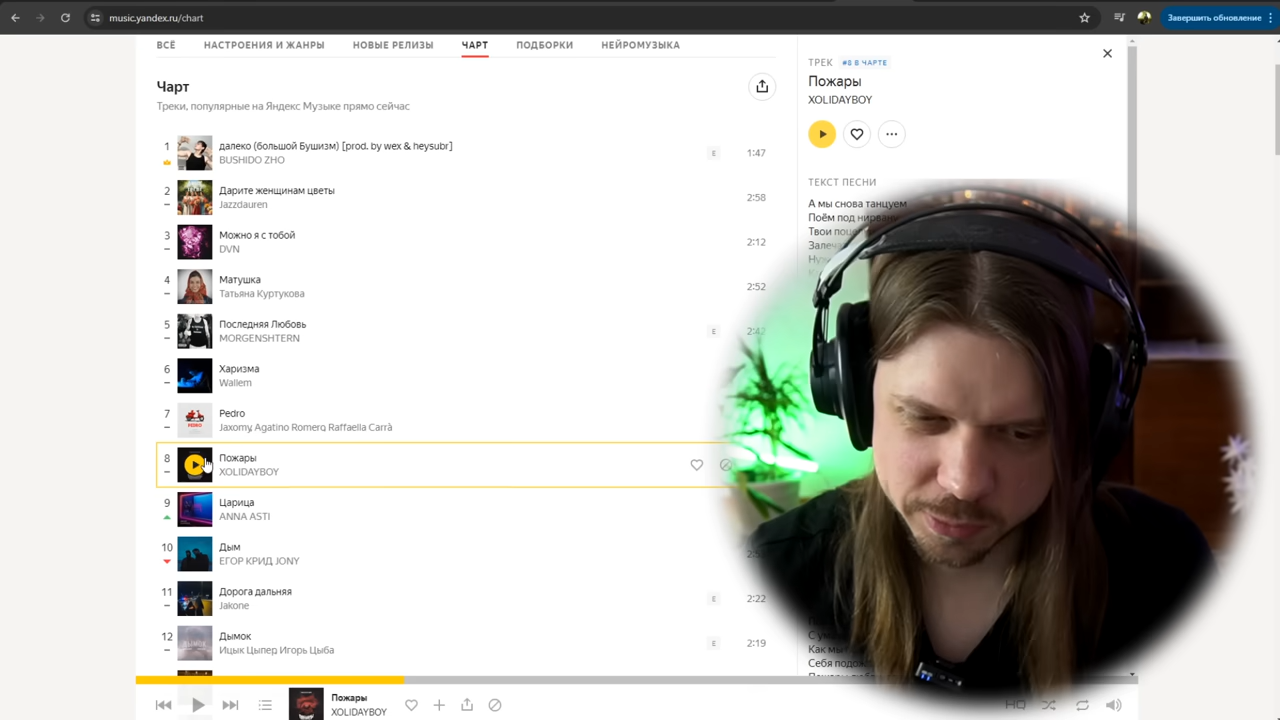 music.yandex.ru/chart
Завершить обновление
ВСЁ
НАСТРОЕНИЯ И ЖАНРЫ
НОВЫЕ РЕЛИЗЫ
ЧАРТ
ПОДБОРКИ
НЕЙРОМУЗЫКА
Чарт
Треки, популярные на Яндекс Музыке прямо сейчас
1
далеко (большой Бушизм) [prod. by wex & heysubr]
BUSHIDO ZHO
E
1:47
2
Дарите женщинам цветы
Jazzdauren
2:58
3
Можно я с тобой
DVN
2:12
4
Матушка
Татьяна Куртукова
2:52
5
Последняя Любовь
MORGENSHTERN
E
6
Харизма
Wallem
7
Pedro
Jaxomy, Agatino Romero, Raffaella Carrà
8
Пожары
XOLIDAYBOY
9
Царица
ANNA ASTI
10
Дым
ЕГОР КРИД, JONY
11
Дорога дальняя
Jakone
E
2:22
12
Дымок
Ицык Цыпер, Игорь Цыба
E
2:19
ТРЕК
#8 В ЧАРТЕ
Пожары
XOLIDAYBOY
ТЕКСТ ПЕСНИ
А мы снова танцуем
Поём под нирвану
Твои
Как мы
Себя
Пожары
XOLIDAYBOY
HQ